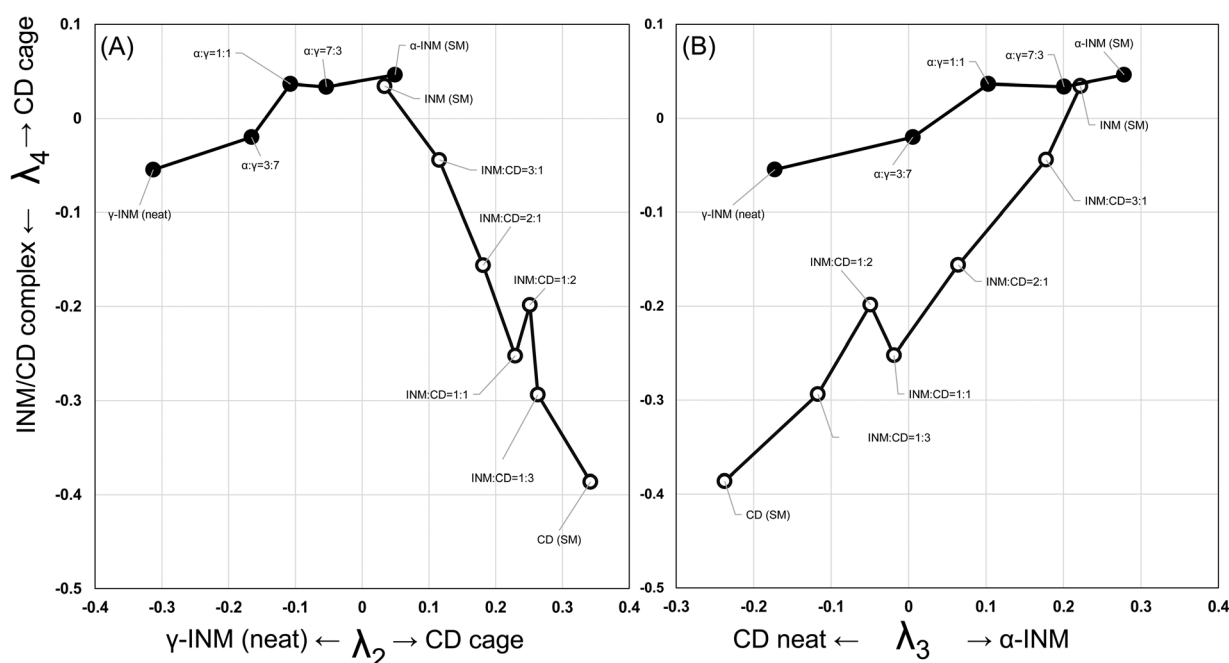 (A)
0.1
0
-0.1
-0.2
-0.3
-0.4
-0.5
INM/CD complex ← λ4 → CD cage
α:γ=1:1
α:γ=7:3
α-INM (SM)
INM (SM)
α:γ=3:7
γ-INM (neat)
INM:CD=3:1
INM:CD=2:1
INM:CD=1:2
INM:CD=1:1
INM:CD=1:3
CD (SM)
-0.4 -0.3 -0.2 -0.1 0 0.1 0.2 0.3 0.4
γ-INM (neat) ← λ2 → CD cage
(B)
0.1
0
-0.1
-0.2
-0.3
-0.4
-0.5
α-INM (SM)
α:γ=7:3
α:γ=1:1
INM (SM)
α:γ=3:7
INM:CD=3:1
γ-INM (neat)
INM:CD=1:2
INM:CD=2:1
INM:CD=1:1
INM:CD=1:3
CD (SM)
-0.3 -0.2 -0.1 0 0.1 0.2 0.3 0.4
CD neat ← λ3 → α-INM